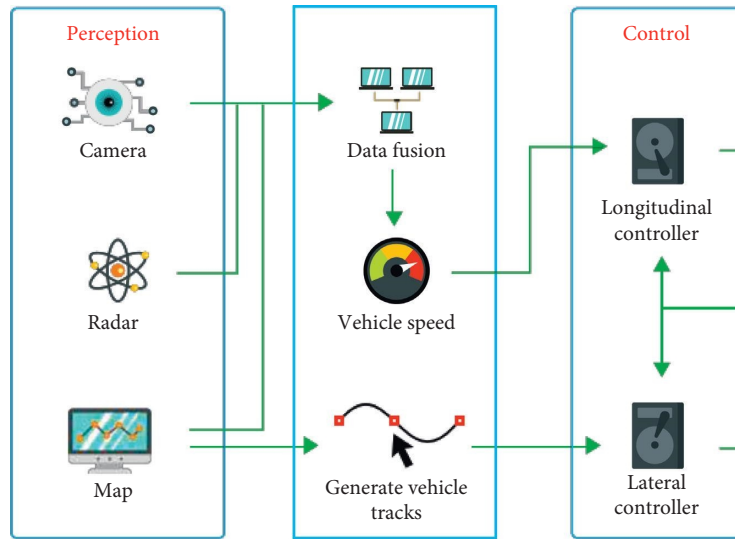 Perception
Camera
Radar
Map
Data fusion
Vehicle speed
Generate vehicle
tracks
Control
Longitudinal
controller
Lateral
controller